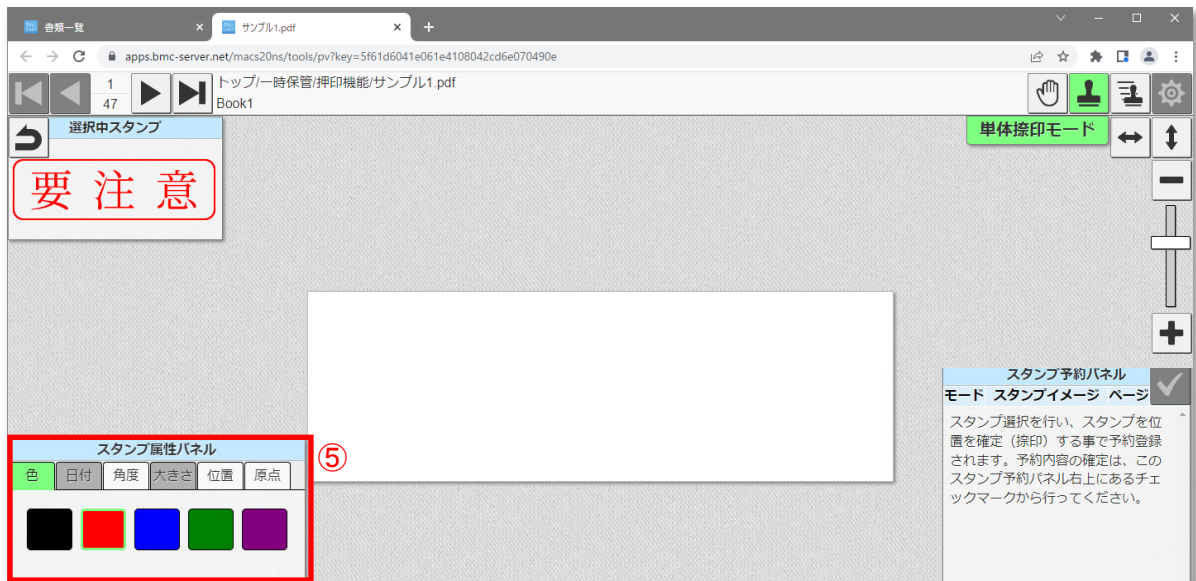 書類一覧
サンプル1.pdf
apps.bmc-server.net/macs20ns/tools/pv?key=5f61d6041e061e4108042cd6e070490e
1
47
トップ/一時保管/押印機能/サンプル1.pdf
Book1
選択中スタンプ
単体捺印モード
要注意
スタンプ予約パネル
モード スタンプイメージ ページ
スタンプ選択を行い、スタンプを位
置を確定（捺印）する事で予約登録
されます。予約内容の確定は、この
スタンプ予約パネル右上にあるチェ
ックマークから行ってください。
スタンプ属性パネル
⑤
色 日付 角度 大きさ 位置 原点